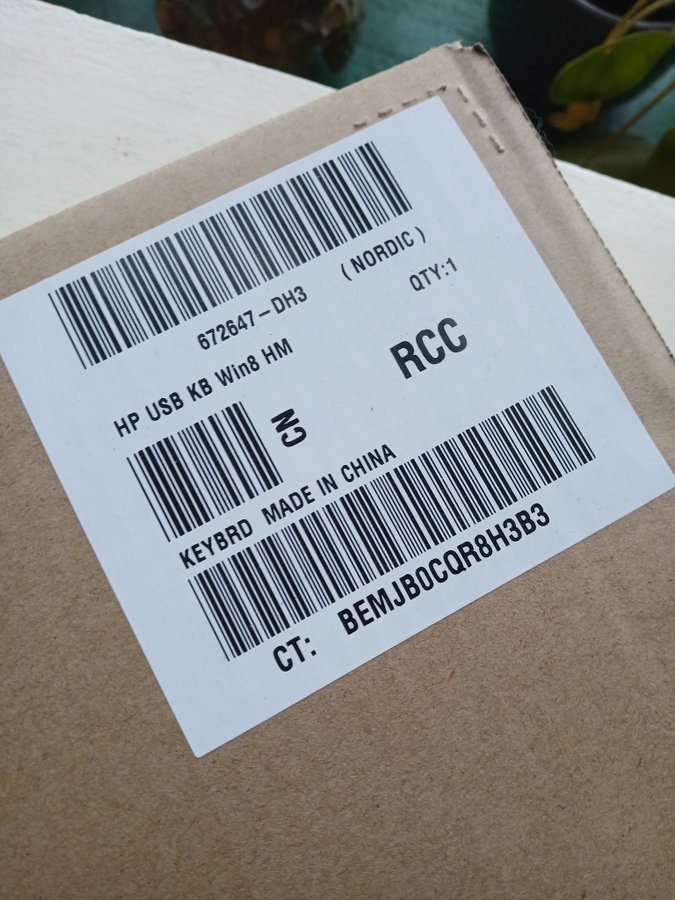 672647-DH3 (NORDIC)
HP USB KB Win8 HM QTY:1
CN RCC
KEYBRD MADE IN CHINA
CT: BEMJB0CQR8H3B3